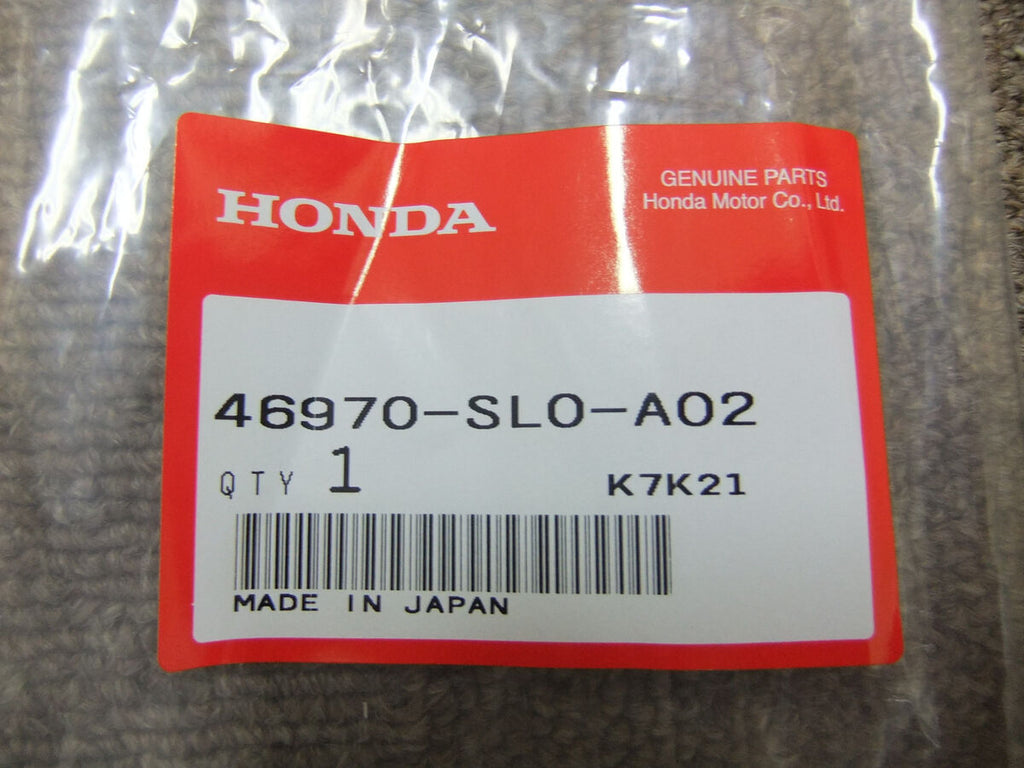 HONDA
GENUINE PARTS
Honda Motor Co., Ltd.
46970-SL0-A02
QTY 1
K7K21
MADE IN JAPAN